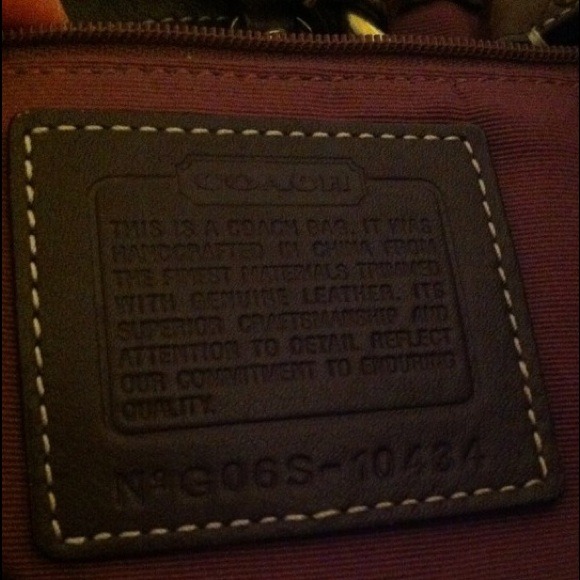 COACH
THIS IS A COACH BAG. IT WAS
HANDCRAFTED IN CHINA FROM
THE FINEST MATERIALS TRIMMED
WITH GENUINE LEATHER. ITS
SUPERIOR CRAFTSMANSHIP AND
ATTENTION TO DETAIL REFLECT
OUR COMMITMENT TO ENDURING
QUALITY.
Nº G06S-10434